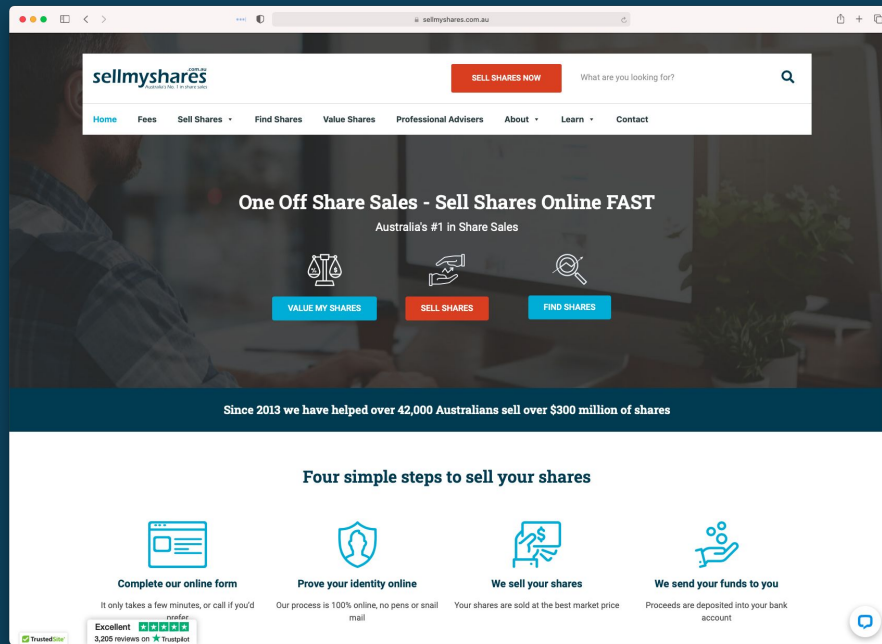 sellmyshares.com.au
.com.au
sellmyshares
Australia's No. 1 in share sales
SELL SHARES NOW
What are you looking for?
Home
Fees
Sell Shares
Find Shares
Value Shares
Professional Advisers
About
Learn
Contact
One Off Share Sales - Sell Shares Online FAST
Australia's #1 in Share Sales
VALUE MY SHARES
SELL SHARES
FIND SHARES
Since 2013 we have helped over 42,000 Australians sell over $300 million of shares
Four simple steps to sell your shares
Complete our online form
It only takes a few minutes, or call if you'd
prefer
Prove your identity online
Our process is 100% online, no pens or snail
mail
We sell your shares
Your shares are sold at the best market price
We send your funds to you
Proceeds are deposited into your bank
account
TrustedSite
Excellent
3,205 reviews on Trustpilot